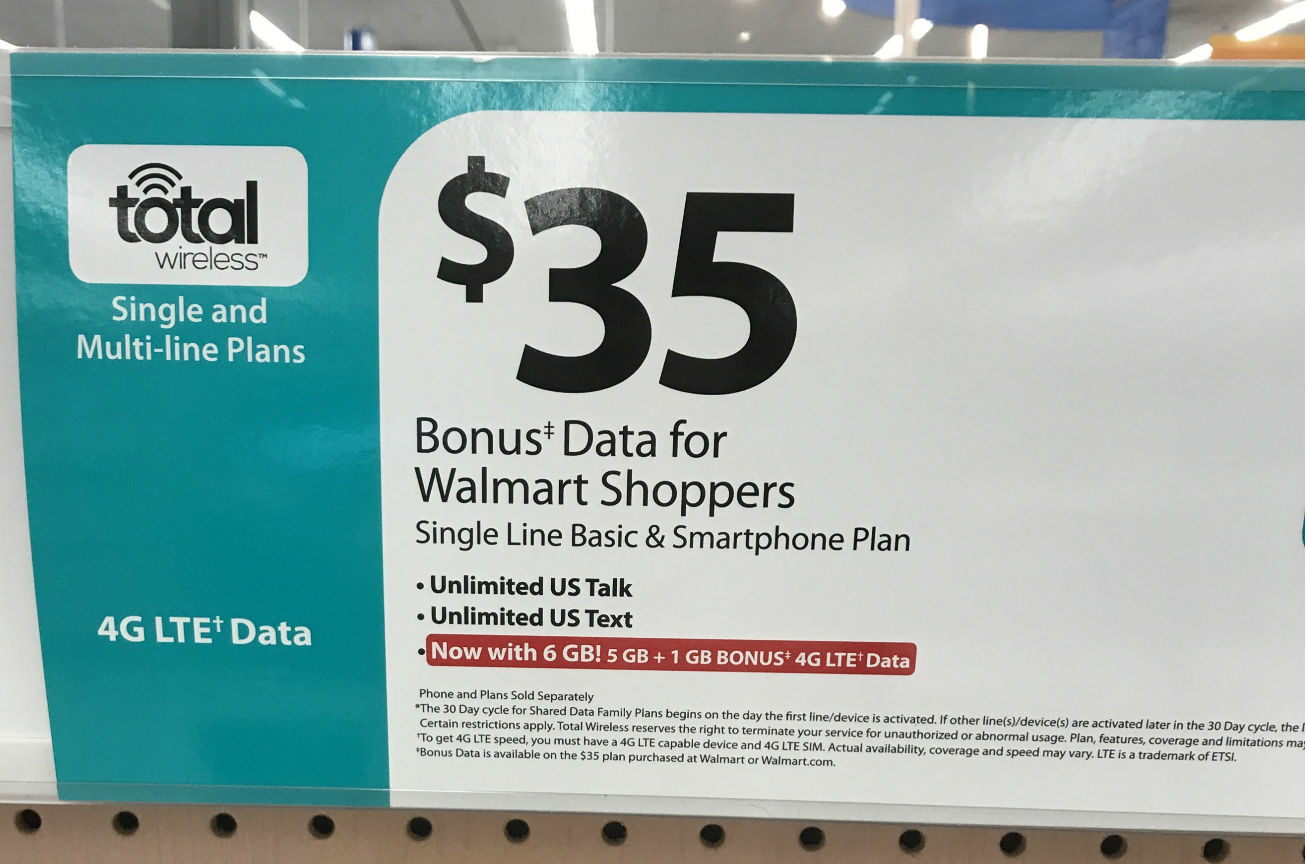 total
wireless™
Single and
Multi-line Plans
4G LTE† Data
$35
Bonus‡ Data for
Walmart Shoppers
Single Line Basic & Smartphone Plan
• Unlimited US Talk
• Unlimited US Text
• Now with 6 GB! 5 GB + 1 GB BONUS‡ 4G LTE† Data
Phone and Plans Sold Separately
*The 30 Day cycle for Shared Data Family Plans begins on the day the first line/device is activated. If other line(s)/device(s) are activated later in the 30 Day cycle, the
Certain restrictions apply. Total Wireless reserves the right to terminate your service for unauthorized or abnormal usage. Plan, features, coverage and limitations may
†To get 4G LTE speed, you must have a 4G LTE capable device and 4G LTE SIM. Actual availability, coverage and speed may vary. LTE is a trademark of ETSI.
‡Bonus Data is available on the $35 plan purchased at Walmart or Walmart.com.